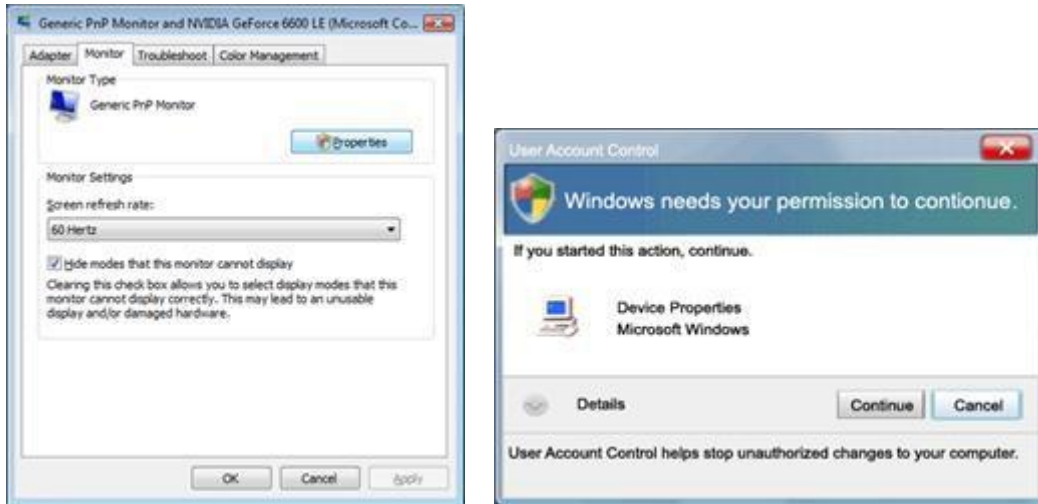 Generic PnP Monitor and NVIDIA GeForce 6600 LE (Microsoft Co...
Adapter Monitor Troubleshoot Color Management
Monitor Type
Generic PnP Monitor
Properties
Monitor Settings
Screen refresh rate:
60 Hertz
Hide modes that this monitor cannot display
Clearing this check box allows you to select display modes that this
monitor cannot display correctly. This may lead to an unusable
display and/or damaged hardware.
OK Cancel Apply
User Account Control
Windows needs your permission to contionue.
If you started this action, continue.
Device Properties
Microsoft Windows
Details Continue Cancel
User Account Control helps stop unauthorized changes to your computer.